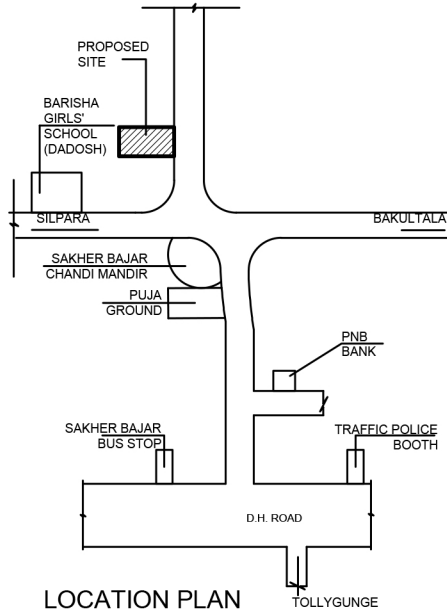 PROPOSED
SITE
BARISHA
GIRLS'
SCHOOL
(DADOSH)
SILPARA
BAKULTALA
SAKHER BAJAR
CHANDI MANDIR
PUJA
GROUND
PNB
BANK
SAKHER BAJAR
BUS STOP
TRAFFIC POLICE
BOOTH
D.H. ROAD
LOCATION PLAN
TOLLYGUNGE